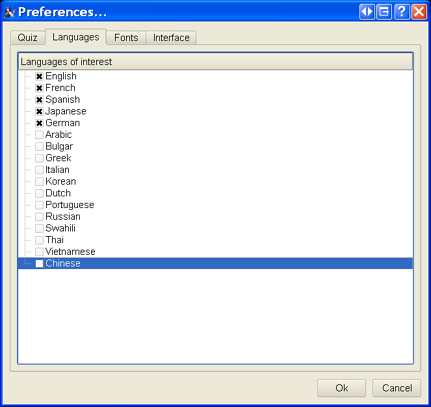 Preferences...
Quiz Languages Fonts Interface
Languages of interest
English
French
Spanish
Japanese
German
Arabic
Bulgar
Greek
Italian
Korean
Dutch
Portuguese
Russian
Swahili
Thai
Vietnamese
Chinese
Ok Cancel